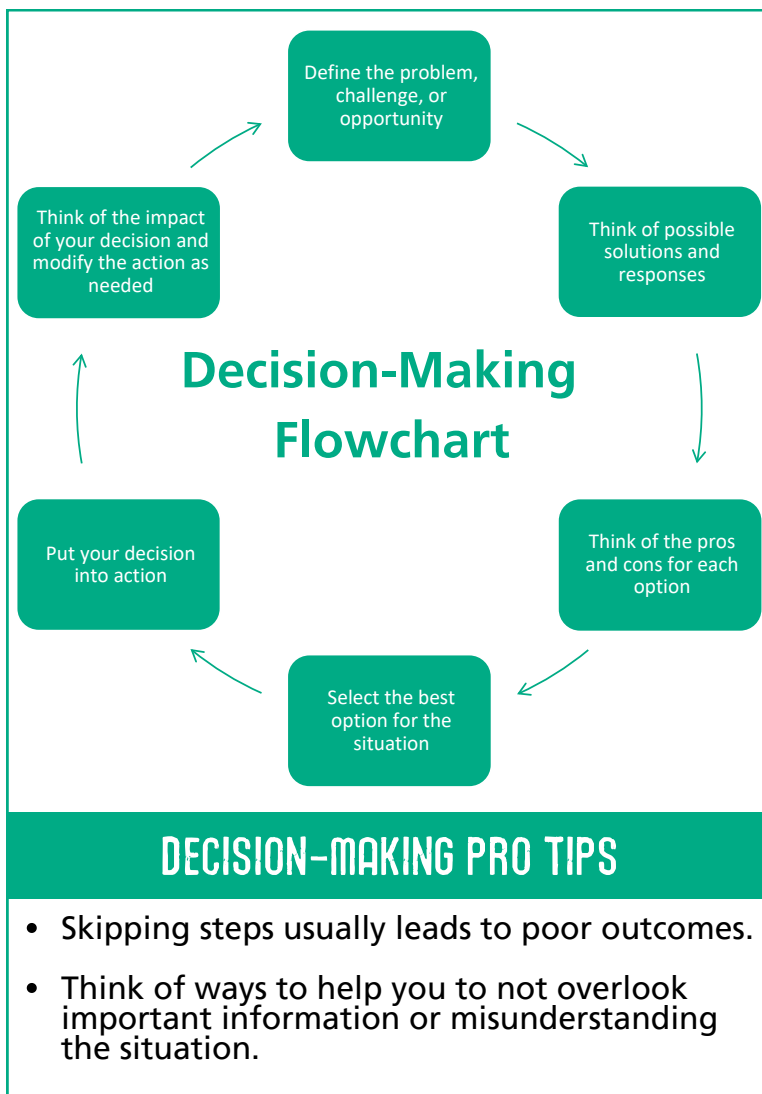 Define the problem,
challenge, or
opportunity
Think of possible
solutions and
responses
Think of the pros
and cons for each
option
Select the best
option for the
situation
Put your decision
into action
Think of the impact
of your decision and
modify the action as
needed
Decision-Making
Flowchart
DECISION-MAKING PRO TIPS
• Skipping steps usually leads to poor outcomes.
• Think of ways to help you to not overlook
important information or misunderstanding
the situation.